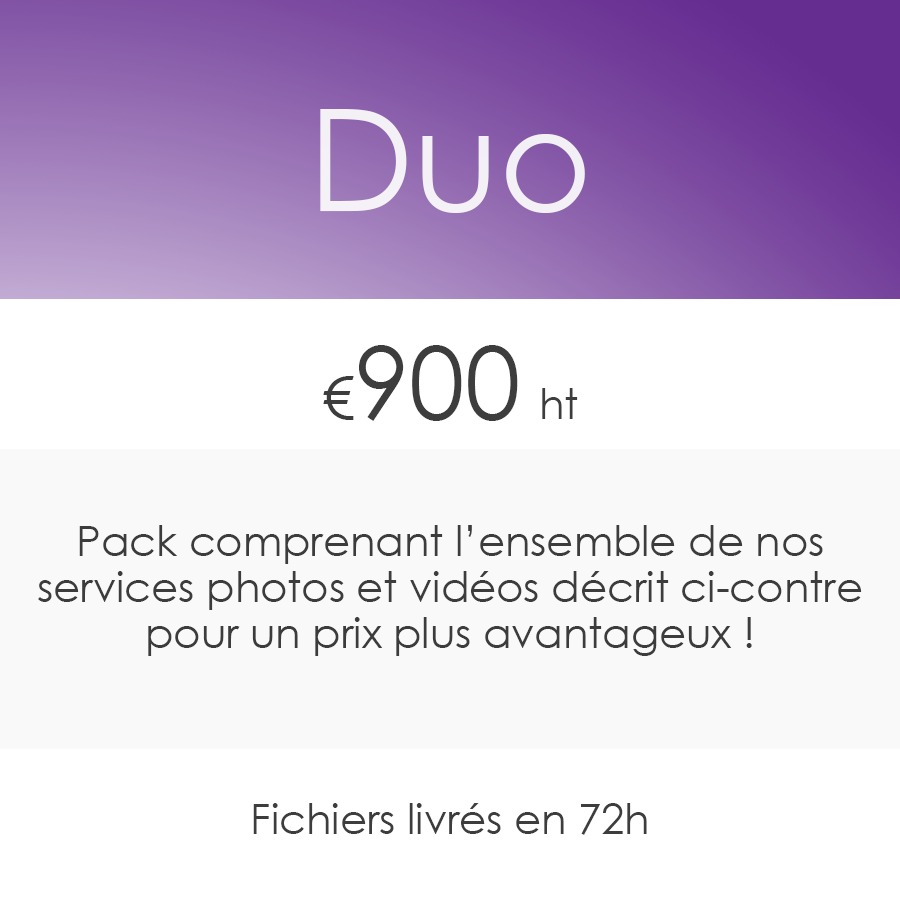 Duo
€900 ht
Pack comprenant l’ensemble de nos
services photos et vidéos décrit ci-contre
pour un prix plus avantageux !
Fichiers livrés en 72h